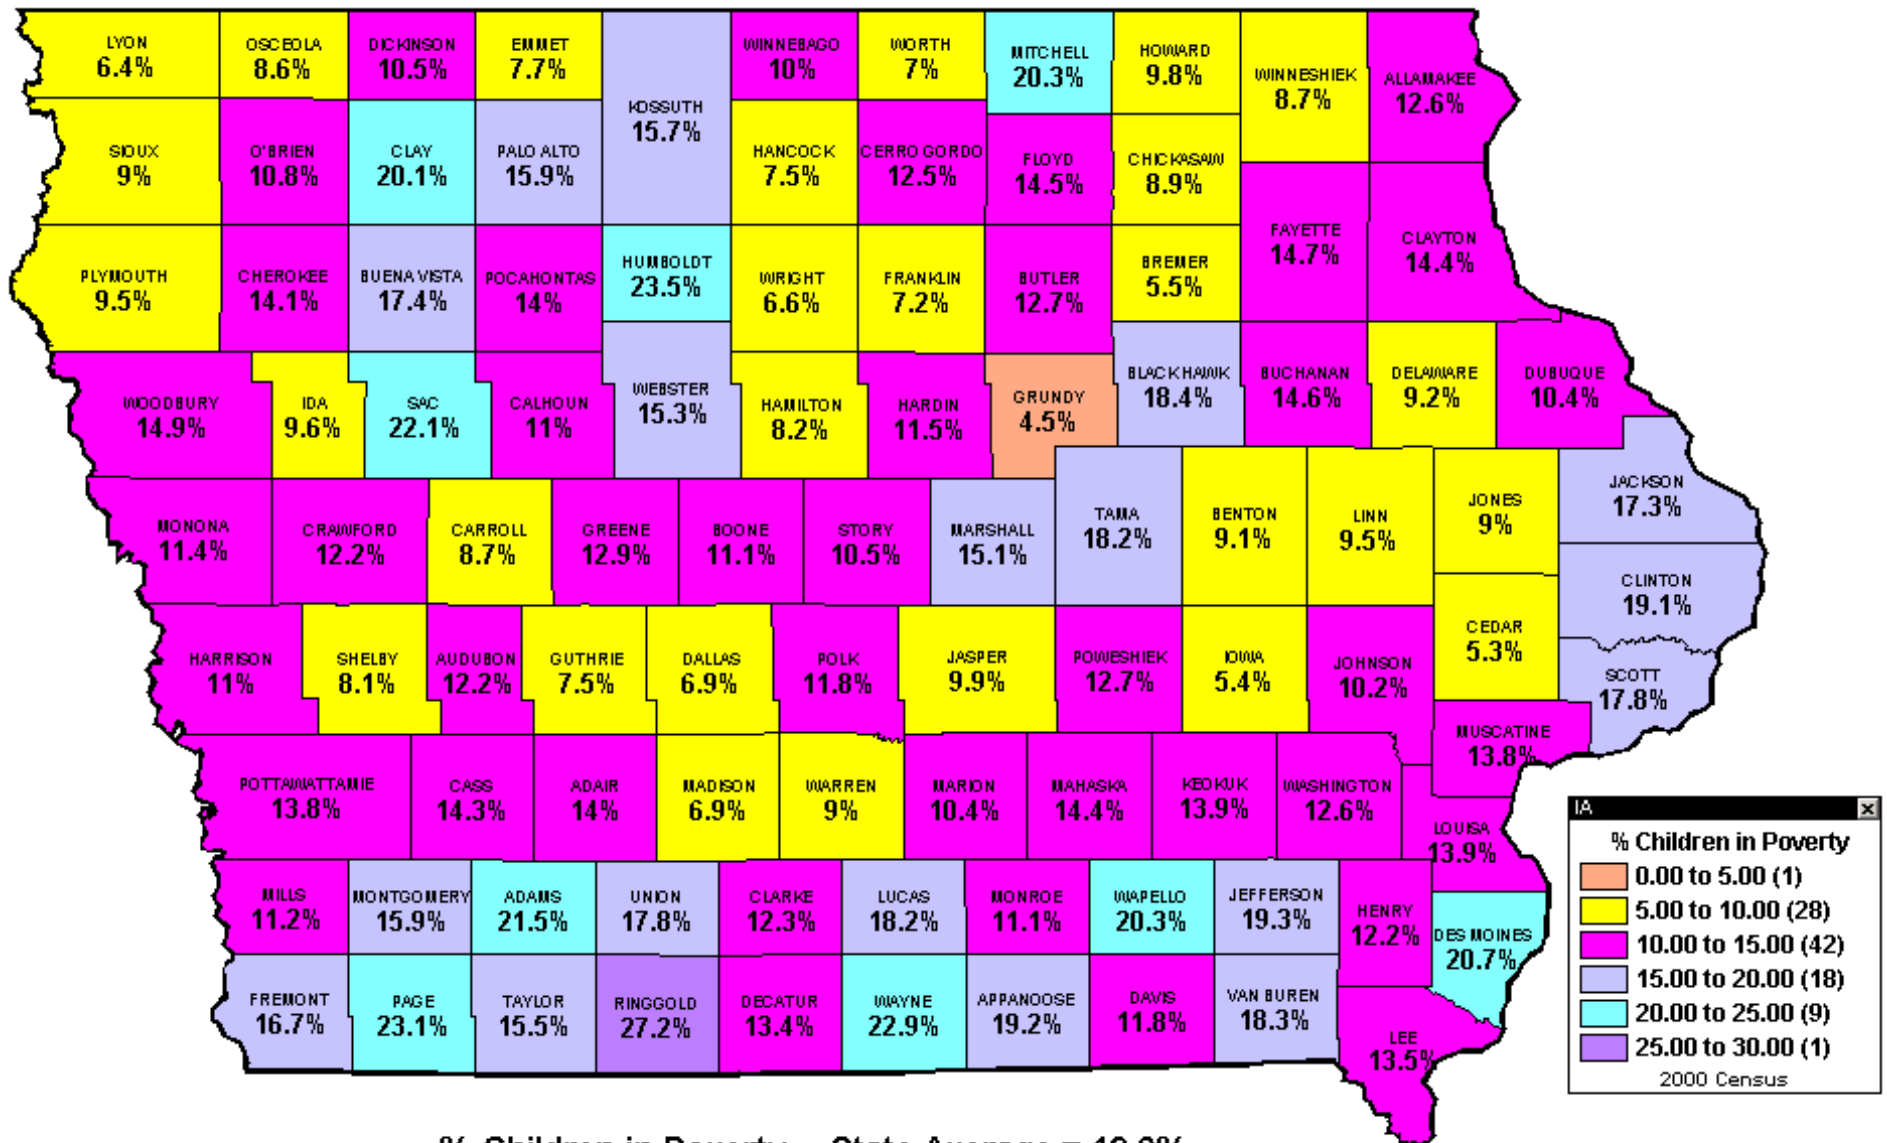 LYON
6.4%
OSCEOLA
8.6%
DICKINSON
10.5%
EMMET
7.7%
KOSSUTH
15.7%
WINNEBAGO
10%
WORTH
7%
MITCHELL
20.3%
HOWARD
9.8%
WINNESHIEK
8.7%
ALLAMAKEE
12.6%
SIOUX
9%
O'BRIEN
10.8%
CLAY
20.1%
PALO ALTO
15.9%
HANCOCK
7.5%
CERRO GORDO
12.5%
FLOYD
14.5%
CHICKASAW
8.9%
FAYETTE
14.7%
CLAYTON
14.4%
PLYMOUTH
9.5%
CHEROKEE
14.1%
BUENA VISTA
17.4%
POCAHONTAS
14%
HUMBOLDT
23.5%
WRIGHT
6.6%
FRANKLIN
7.2%
BUTLER
12.7%
BREMER
5.5%
WOODBURY
14.9%
IDA
9.6%
SAC
22.1%
CALHOUN
11%
WEBSTER
15.3%
HAMILTON
8.2%
HARDIN
11.5%
GRUNDY
4.5%
BLACK HAWK
18.4%
BUCHANAN
14.6%
DELAWARE
9.2%
DUBUQUE
10.4%
MONONA
11.4%
CRAWFORD
12.2%
CARROLL
8.7%
GREENE
12.9%
BOONE
11.1%
STORY
10.5%
MARSHALL
15.1%
TAMA
18.2%
BENTON
9.1%
LINN
9.5%
JONES
9%
JACKSON
17.3%
CLINTON
19.1%
HARRISON
11%
SHELBY
8.1%
AUDUBON
12.2%
GUTHRIE
7.5%
DALLAS
6.9%
POLK
11.8%
JASPER
9.9%
POWESHIEK
12.7%
IOWA
5.4%
JOHNSON
10.2%
CEDAR
5.3%
SCOTT
17.8%
MUSCATINE
13.8%
POTTAWATTAMIE
13.8%
CASS
14.3%
ADAIR
14%
MADISON
6.9%
WARREN
9%
MARION
10.4%
MAHASKA
14.4%
KEOKUK
13.9%
WASHINGTON
12.6%
LOUISA
13.9%
MILLS
11.2%
MONTGOMERY
15.9%
ADAMS
21.5%
UNION
17.8%
CLARKE
12.3%
LUCAS
18.2%
MONROE
11.1%
WAPELLO
20.3%
JEFFERSON
19.3%
HENRY
12.2%
DES MOINES
20.7%
FREMONT
16.7%
PAGE
23.1%
TAYLOR
15.5%
RINGGOLD
27.2%
DECATUR
13.4%
WAYNE
22.9%
APPANOOSE
19.2%
DAVIS
11.8%
VAN BUREN
18.3%
LEE
13.5%
IA
% Children in Poverty
0.00 to 5.00 (1)
5.00 to 10.00 (28)
10.00 to 15.00 (42)
15.00 to 20.00 (18)
20.00 to 25.00 (9)
25.00 to 30.00 (1)
2000 Census
% Children in Poverty State Average =